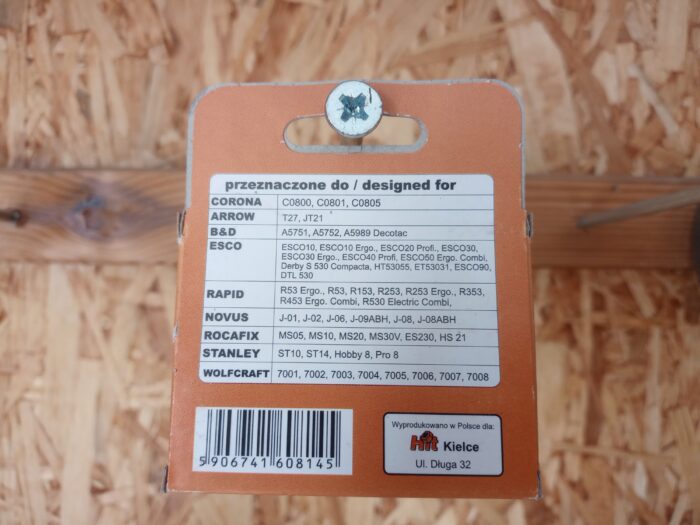 przeznaczone do / designed for
CORONA C0800, C0801, C0805
ARROW T27, JT21
B&D A5751, A5752, A5989 Decotac
ESCO ESCO10, ESCO10 Ergo., ESCO20 Profi., ESCO30,
ESCO30 Ergo., ESCO40 Profi, ESCO50 Ergo. Combi,
Derby S 530 Compacta, HT53055, ET53031, ESCO90,
DTL 530
RAPID R53 Ergo., R53, R153, R253, R253 Ergo., R353,
R453 Ergo. Combi, R530 Electric Combi,
NOVUS J-01, J-02, J-06, J-09ABH, J-08, J-08ABH
ROCAFIX MS05, MS10, MS20, MS30V, ES230, HS 21
STANLEY ST10, ST14, Hobby 8, Pro 8
WOLFCRAFT 7001, 7002, 7003, 7004, 7005, 7006, 7007, 7008
5 906741 608145
Wyprodukowano w Polsce dla:
Hit Kielce
Ul. Długa 32